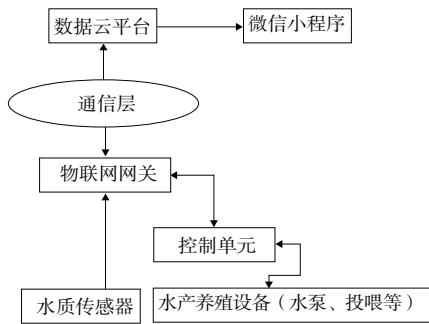 数据云平台
微信小程序
通信层
物联网网关
控制单元
水质传感器
水产养殖设备（水泵、投喂等）